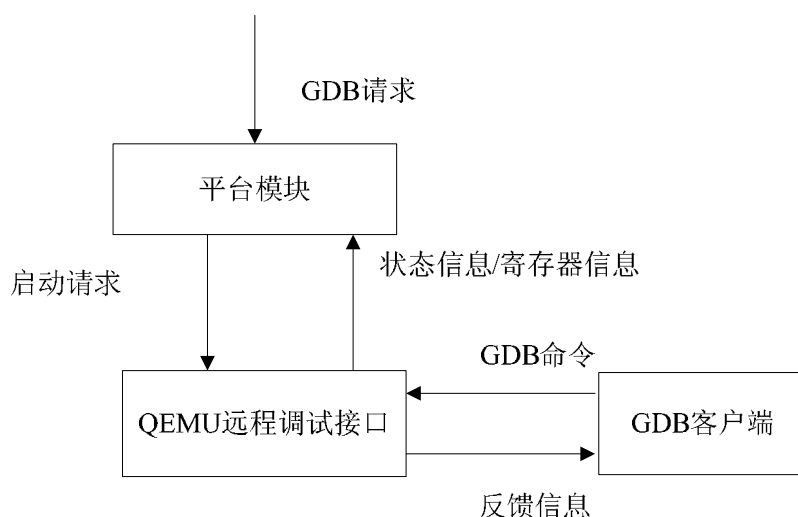 GDB请求
平台模块
启动请求
状态信息/寄存器信息
GDB命令
QEMU远程调试接口
GDB客户端
反馈信息